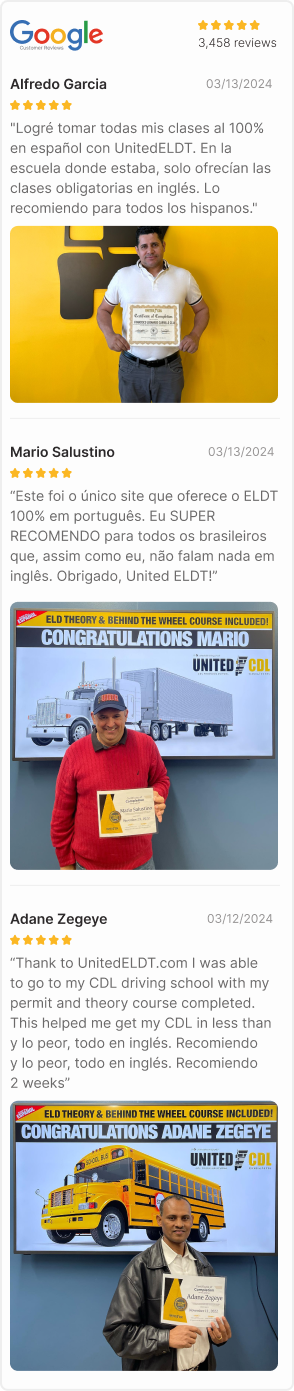 Google
Customer Reviews
3,458 reviews
Alfredo Garcia
03/13/2024
"Logré tomar todas mis clases al 100%
en español con UnitedELDT. En la
escuela donde estaba, solo ofrecían las
clases obligatorias en inglés. Lo
recomiendo para todos los hispanos."
Certificate of Completion
Mario Salustino
03/13/2024
“Este foi o único site que oferece o ELDT
100% em português. Eu SUPER
RECOMENDO para todos os brasileiros
que, assim como eu, não falam nada em
inglês. Obrigado, United ELDT!”
ELD THEORY & BEHIND THE WHEEL COURSE INCLUDED!
CONGRATULATIONS MARIO
UNITED CDL
Completion
Mario Salustino
Adane Zegeye
03/12/2024
“Thank to UnitedELDT.com I was able
to go to my CDL driving school with my
permit and theory course completed.
This helped me get my CDL in less than
y lo peor, todo en inglés. Recomiendo
y lo peor, todo en inglés. Recomiendo
2 weeks”
ELD THEORY & BEHIND THE WHEEL COURSE INCLUDED!
CONGRATULATIONS ADANE ZEGEYE
UNITED CDL
SCHOOL BUS
Completion
Adane Zegeye